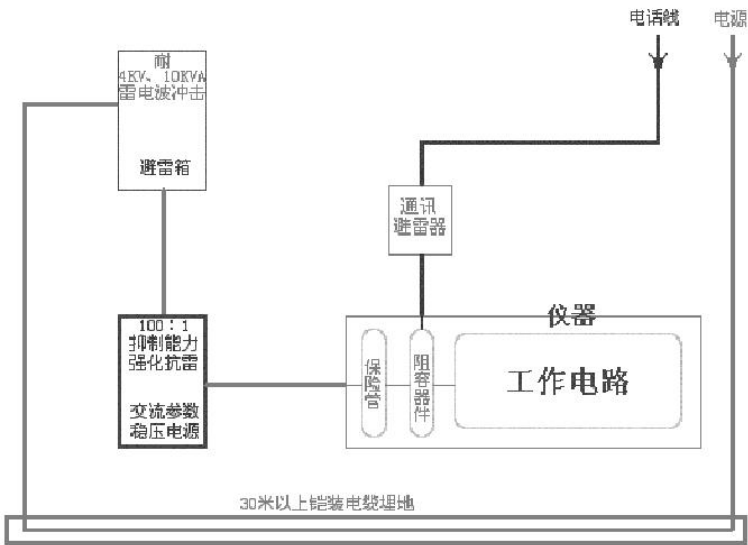 电话线
电源
耐
4KV、10KVA
雷电波冲击
避雷箱
通讯
避雷器
100：1
抑制能力
强化抗雷
交流参数
稳压电源
仪器
保险管
阻容器件
工作电路
30米以上铠装电缆埋地